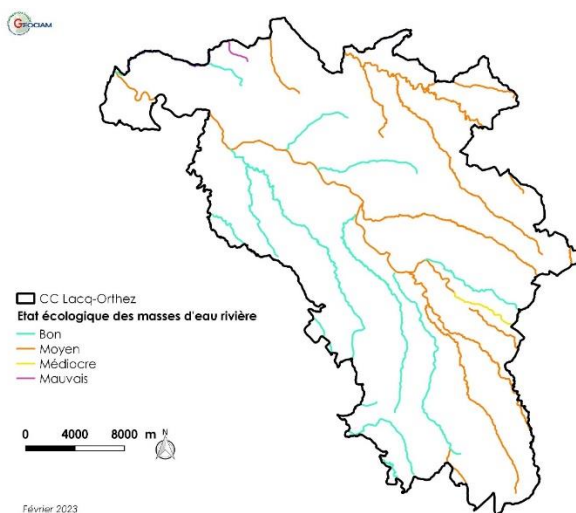 GEOCIAM
CC Lacq-Orthez
Etat écologique des masses d'eau rivière
Bon
Moyen
Médiocre
Mauvais
0 4000 8000 m
N
Février 2023